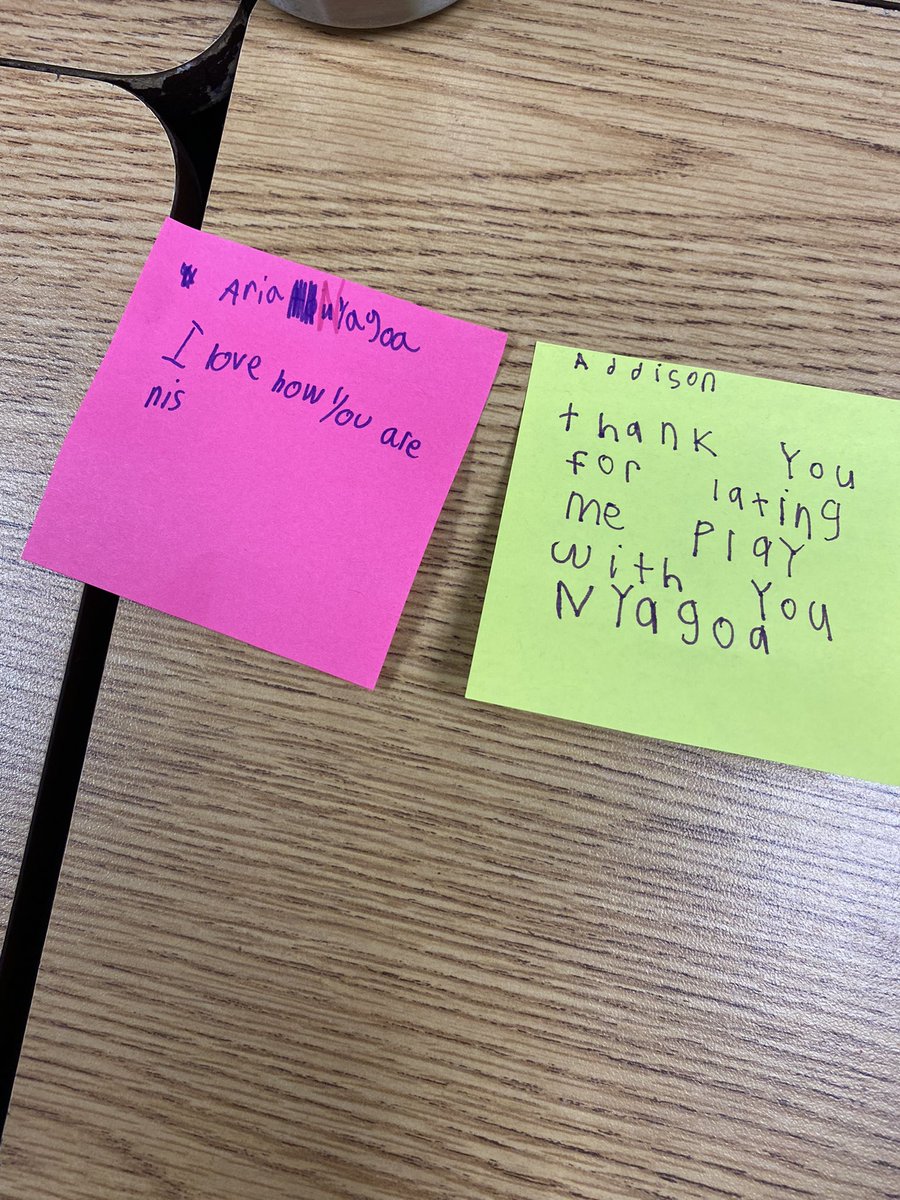 Aria NYagoa
I love how You are
nis
Addison
thank You
for lating
me PlaY
with You
NYagoa